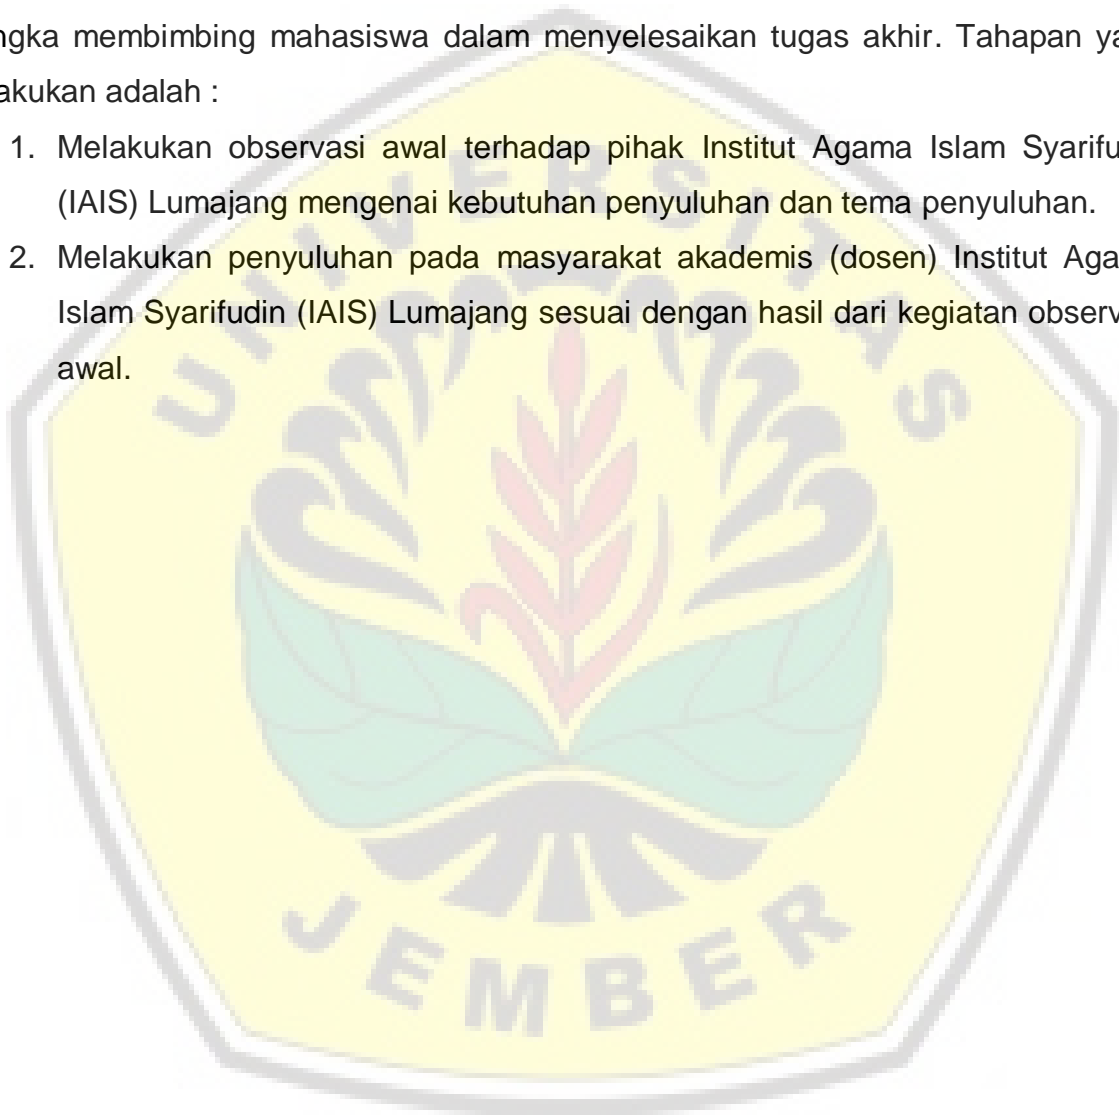 ngka membimbing mahasiswa dalam menyelesaikan tugas akhir. Tahapan ya
akukan adalah :
1. Melakukan observasi awal terhadap pihak Institut Agama Islam Syarifu
(IAIS) Lumajang mengenai kebutuhan penyuluhan dan tema penyuluhan.
2. Melakukan penyuluhan pada masyarakat akademis (dosen) Institut Aga
Islam Syarifudin (IAIS) Lumajang sesuai dengan hasil dari kegiatan observ
awal.
UNIVERSITAS
JEMBER